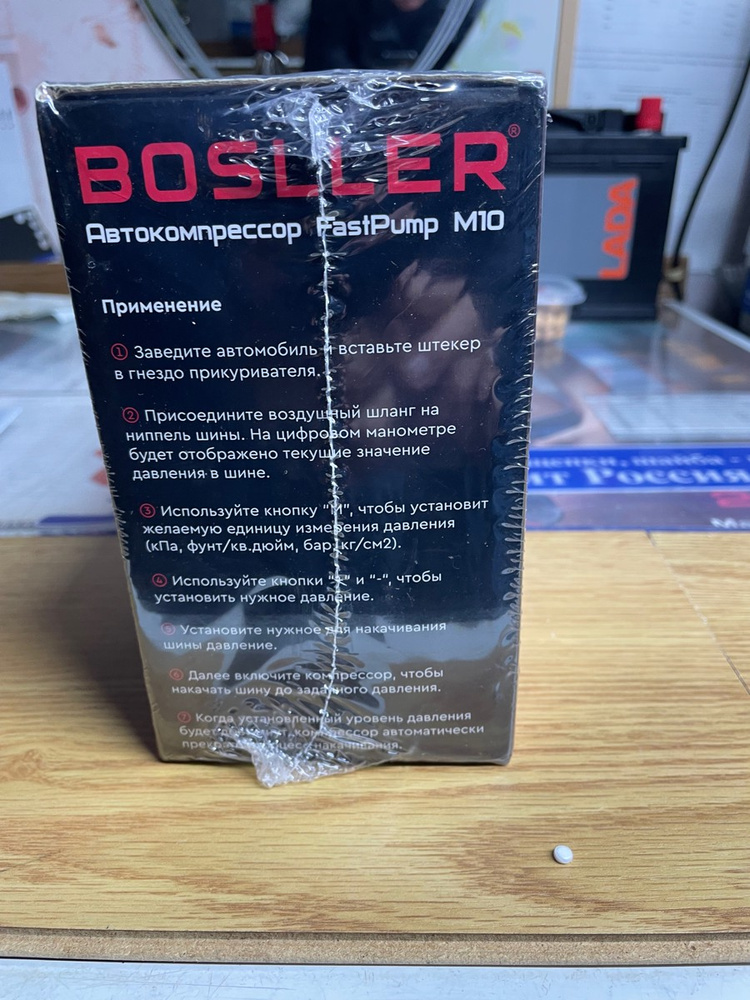 BOSLLER®
Автокомпрессор FastPump M10
Применение
1 Заведите автомобиль и вставьте штекер
в гнездо прикуривателя.
2 Присоедините воздушный шланг на
ниппель шины. На цифровом манометре
будет отображено текущие значение
давления в шине.
3 Используйте кнопку "М", чтобы установит
желаемую единицу измерения давления
(кПа, фунт/кв.дюйм, бар, кг/см2).
4 Используйте кнопки "+" и "-", чтобы
установить нужное давление.
5 Установите нужное для накачивания
шины давление.
6 Далее включите компрессор, чтобы
накачать шину до заданного давления.
7 Когда установленный уровень давления
будет компрессор автоматически
накачивания.
LADA
Россия